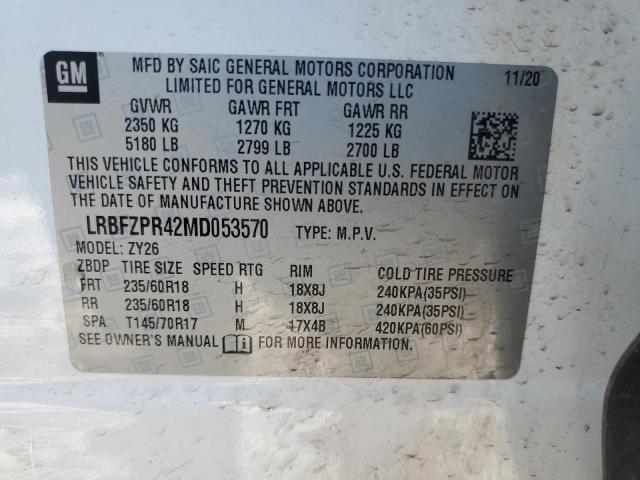 GM
MFD BY SAIC GENERAL MOTORS CORPORATION 11/20
LIMITED FOR GENERAL MOTORS LLC
GVWR GAWR FRT GAWR RR
2350 KG 1270 KG 1225 KG
5180 LB 2799 LB 2700 LB
THIS VEHICLE CONFORMS TO ALL APPLICABLE U.S. FEDERAL MOTOR
VEHICLE SAFETY AND THEFT PREVENTION STANDARDS IN EFFECT ON
THE DATE OF MANUFACTURE SHOWN ABOVE.
LRBFZPR42MD053570 TYPE: M.P.V.
MODEL: ZY26
ZBDP TIRE SIZE SPEED RTG RIM COLD TIRE PRESSURE
FRT 235/60R18 H 18X8J 240KPA(35PSI)
RR 235/60R18 H 18X8J 240KPA(35PSI)
SPA T145/70R17 M 17X4B 420KPA(60PSI)
SEE OWNER'S MANUAL FOR MORE INFORMATION.